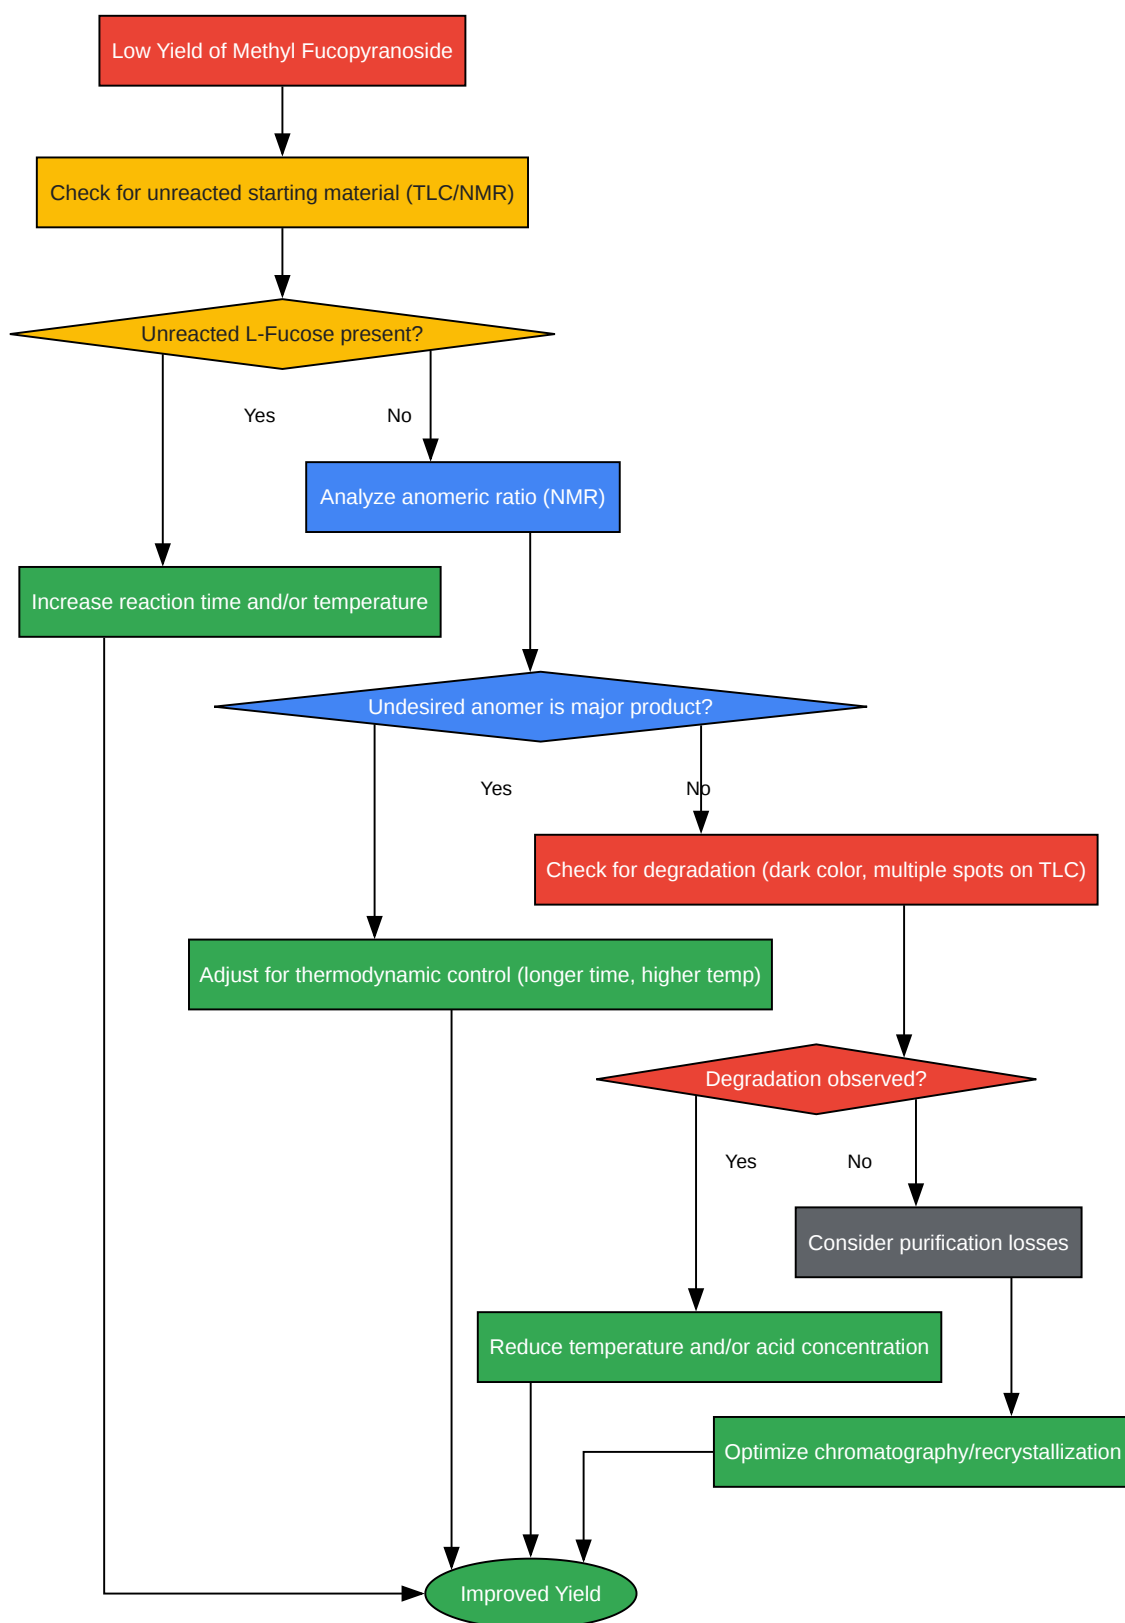 Low Yield of Methyl Fucopyranoside
Check for unreacted starting material (TLC/NMR)
Unreacted L-Fucose present?
Yes
No
Analyze anomeric ratio (NMR)
Increase reaction time and/or temperature
Undesired anomer is major product?
Yes
No
Check for degradation (dark color, multiple spots on TLC)
Adjust for thermodynamic control (longer time, higher temp)
Degradation observed?
Yes
No
Consider purification losses
Reduce temperature and/or acid concentration
Optimize chromatography/recrystallization
Improved Yield